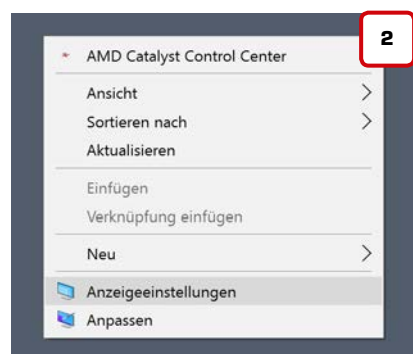 2
AMD Catalyst Control Center
Ansicht
Sortieren nach
Aktualisieren
Einfügen
Verknüpfung einfügen
Neu
Anzeigeeinstellungen
Anpassen